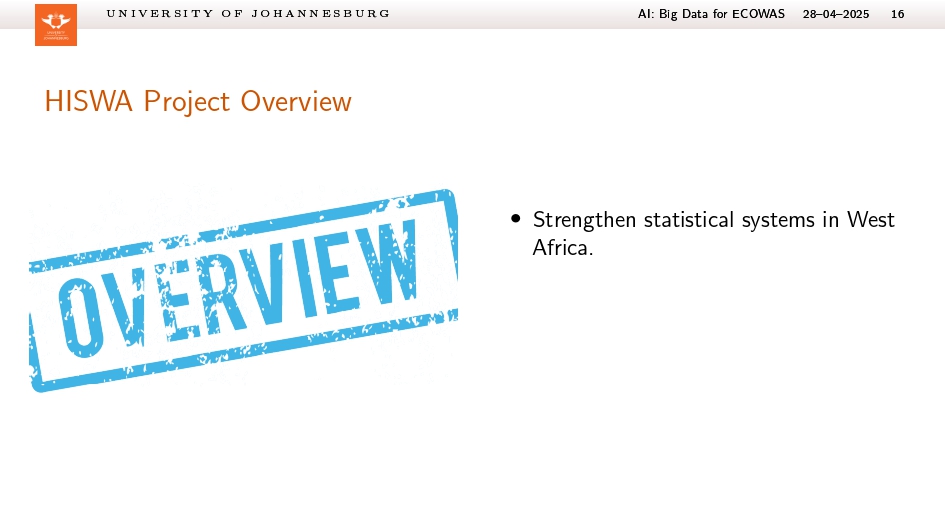 UNIVERSITY OF JOHANNESBURG
AI: Big Data for ECOWAS 28–04–2025 16
HISWA Project Overview
OVERVIEW
• Strengthen statistical systems in West
Africa.